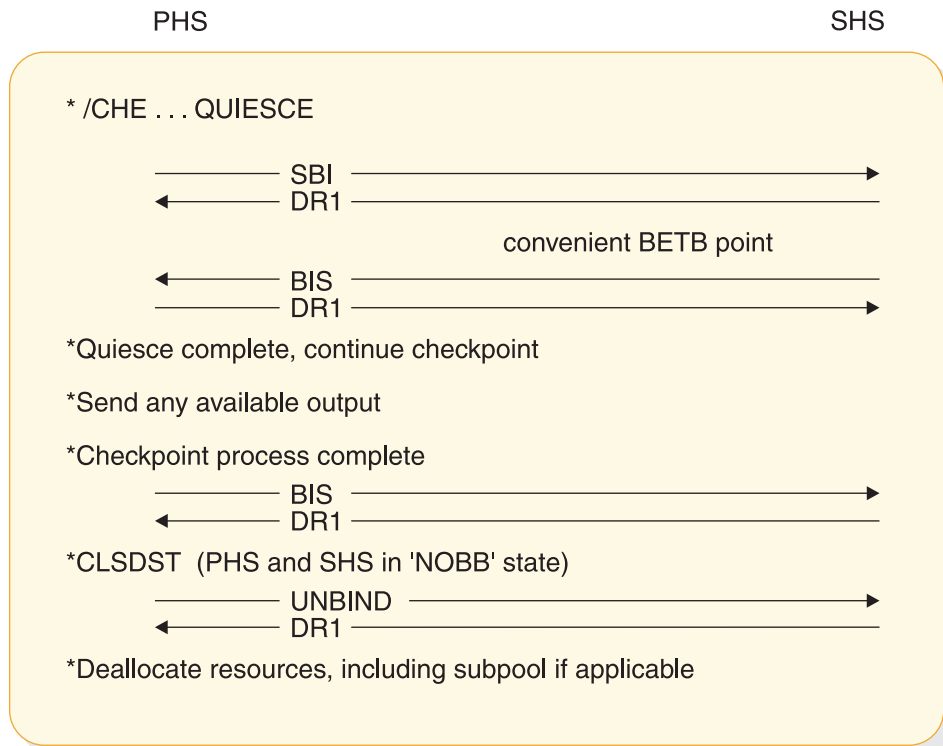 PHS SHS
* /CHE . . . QUIESCE
SBI
DR1
convenient BETB point
BIS
DR1
*Quiesce complete, continue checkpoint
*Send any available output
*Checkpoint process complete
BIS
DR1
*CLSDST (PHS and SHS in 'NOBB' state)
UNBIND
DR1
*Deallocate resources, including subpool if applicable